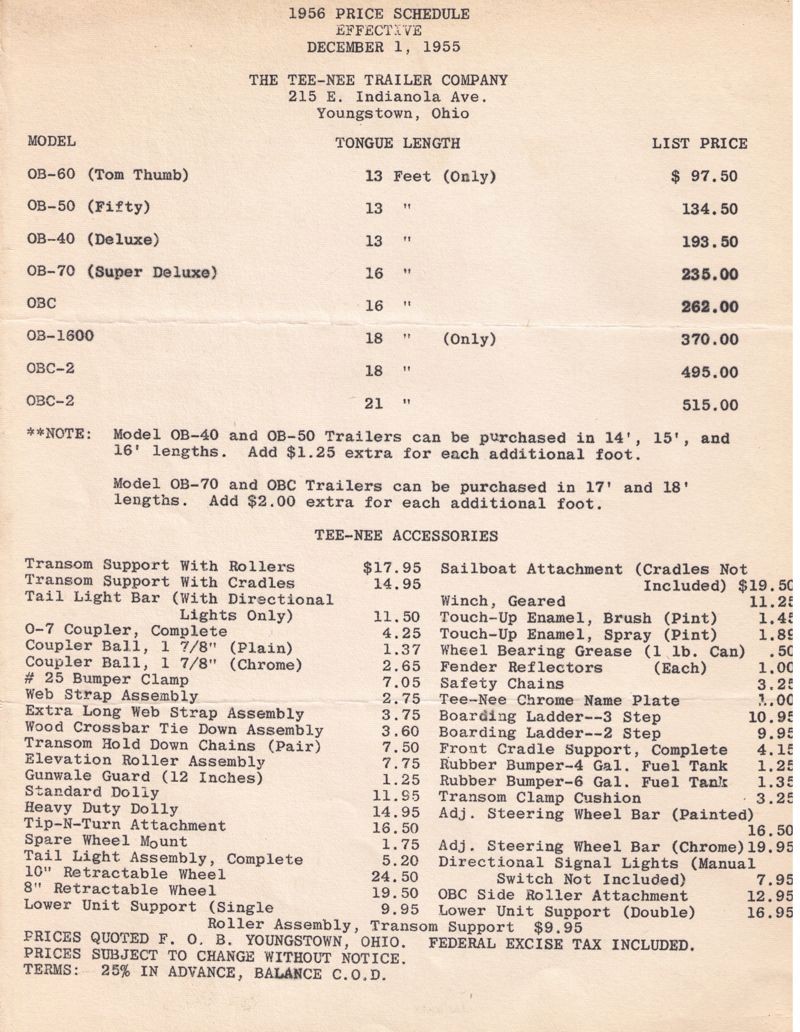 1956 PRICE SCHEDULE
EFFECTIVE
DECEMBER 1, 1955
THE TEE-NEE TRAILER COMPANY
215 E. Indianola Ave.
Youngstown, Ohio
MODEL TONGUE LENGTH LIST PRICE
OB-60 (Tom Thumb) 13 Feet (Only) $ 97.50
OB-50 (Fifty) 13 " 134.50
OB-40 (Deluxe) 13 " 193.50
OB-70 (Super Deluxe) 16 " 235.00
OBC 16 " 262.00
OB-1600 18 " (Only) 370.00
OBC-2 18 " 495.00
OBC-2 21 " 515.00
**NOTE: Model OB-40 and OB-50 Trailers can be purchased in 14', 15', and
16' lengths. Add $1.25 extra for each additional foot.
Model OB-70 and OBC Trailers can be purchased in 17' and 18'
lengths. Add $2.00 extra for each additional foot.
TEE-NEE ACCESSORIES
Transom Support With Rollers $17.95
Transom Support With Cradles 14.95
Tail Light Bar (With Directional
Lights Only) 11.50
O-7 Coupler, Complete 4.25
Coupler Ball, 1 7/8" (Plain) 1.37
Coupler Ball, 1 7/8" (Chrome) 2.65
# 25 Bumper Clamp 7.05
Web Strap Assembly 2.75
Extra Long Web Strap Assembly 3.75
Wood Crossbar Tie Down Assembly 3.60
Transom Hold Down Chains (Pair) 7.50
Elevation Roller Assembly 7.75
Gunwale Guard (12 Inches) 1.25
Standard Dolly 11.95
Heavy Duty Dolly 14.95
Tip-N-Turn Attachment 16.50
Spare Wheel Mount 1.75
Tail Light Assembly, Complete 5.20
10" Retractable Wheel 24.50
8" Retractable Wheel 19.50
Lower Unit Support (Single 9.95
Sailboat Attachment (Cradles Not
Included) $19.50
Winch, Geared 11.25
Touch-Up Enamel, Brush (Pint) 1.45
Touch-Up Enamel, Spray (Pint) 1.89
Wheel Bearing Grease (1 lb. Can) .50
Fender Reflectors (Each) 1.00
Safety Chains 3.25
Tee-Nee Chrome Name Plate 1.00
Boarding Ladder--3 Step 10.95
Boarding Ladder--2 Step 9.95
Front Cradle Support, Complete 4.15
Rubber Bumper-4 Gal. Fuel Tank 1.25
Rubber Bumper-6 Gal. Fuel Tank 1.35
Transom Clamp Cushion 3.25
Adj. Steering Wheel Bar (Painted)
16.50
Adj. Steering Wheel Bar (Chrome) 19.95
Directional Signal Lights (Manual
Switch Not Included) 7.95
OBC Side Roller Attachment 12.95
Lower Unit Support (Double) 16.95
Roller Assembly, Transom Support $9.95
PRICES QUOTED F. O. B. YOUNGSTOWN, OHIO. FEDERAL EXCISE TAX INCLUDED.
PRICES SUBJECT TO CHANGE WITHOUT NOTICE.
TERMS: 25% IN ADVANCE, BALANCE C.O.D.